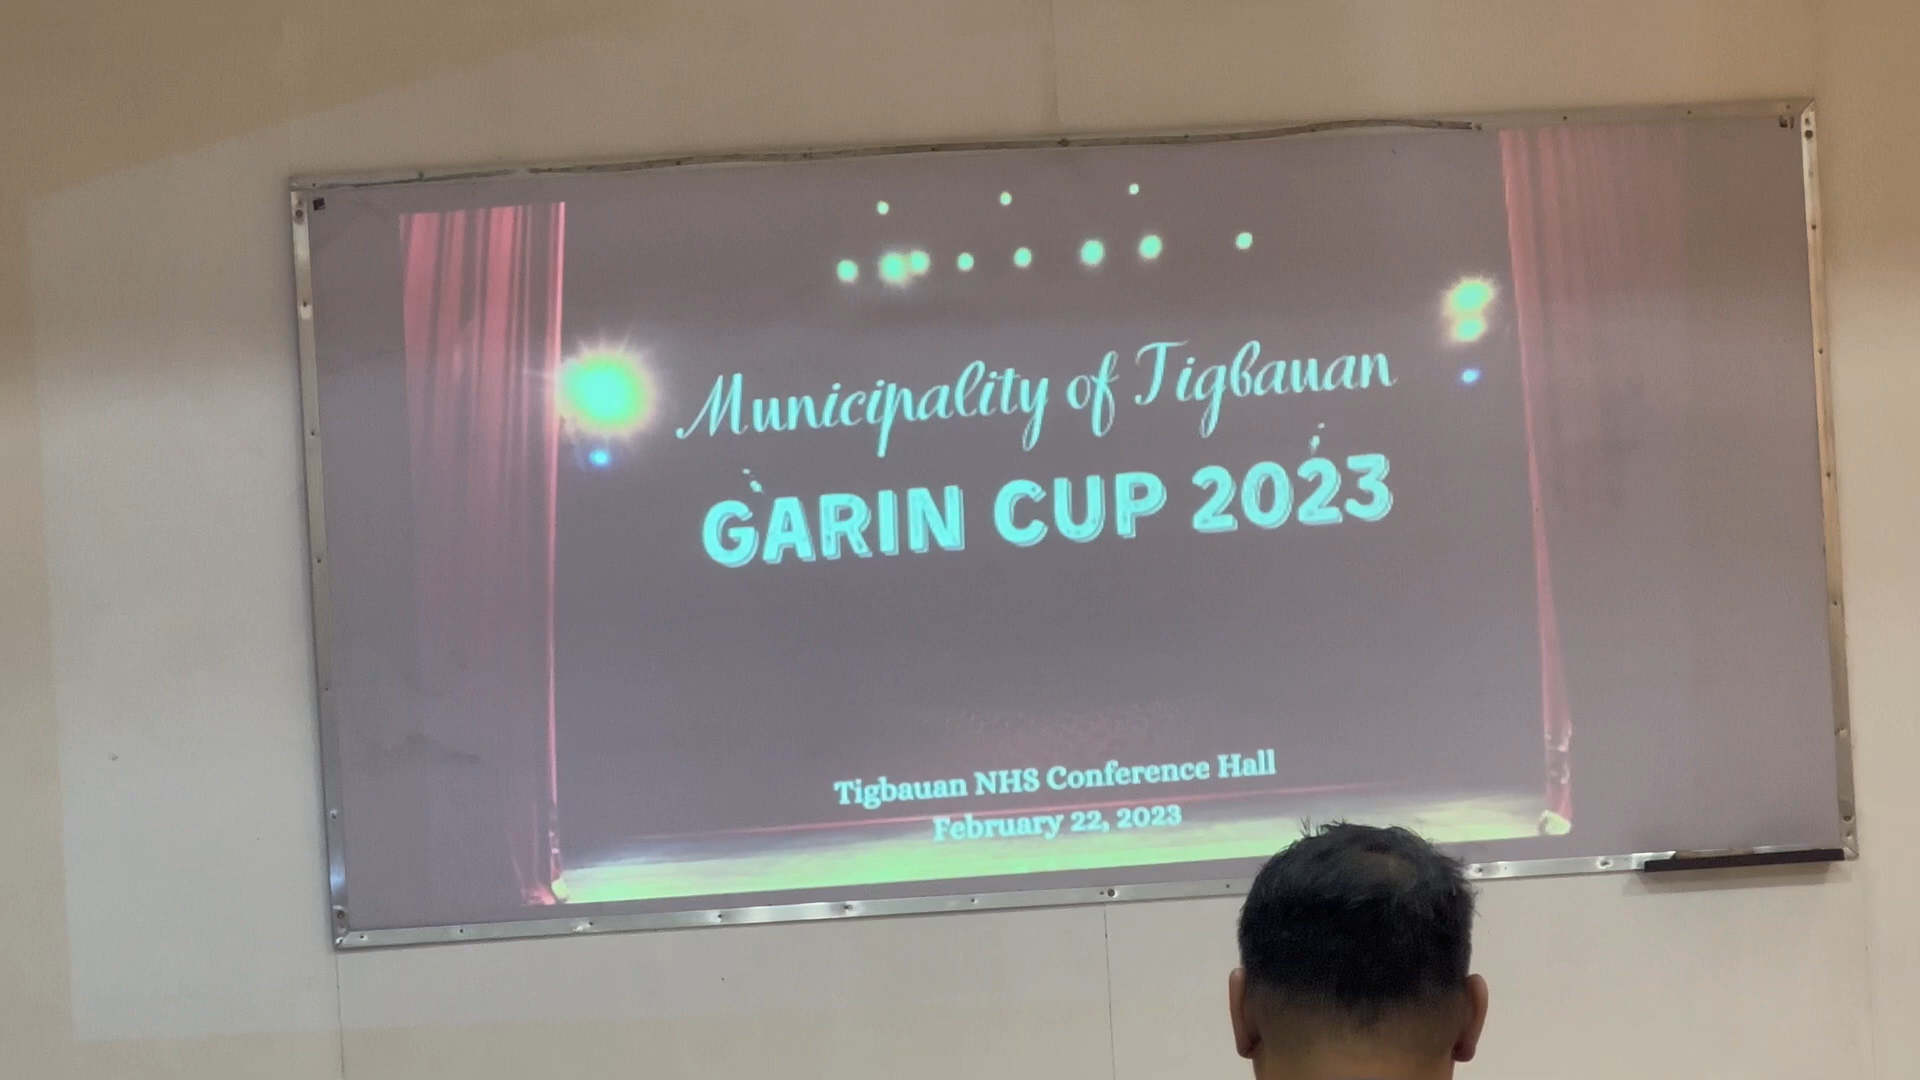 Municipality of Tigbauan
GARIN CUP 2023
Tigbauan NHS Conference Hall
February 22, 2023